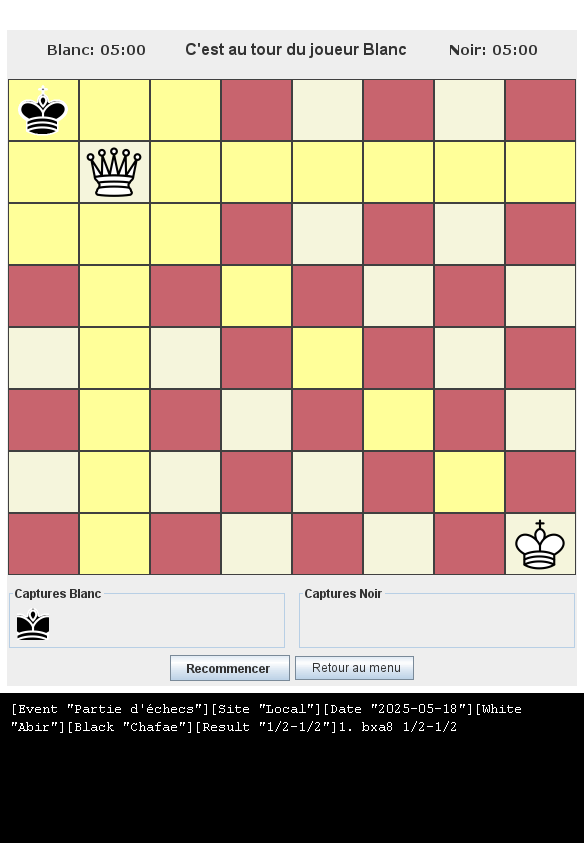 Blanc: 05:00 C'est au tour du joueur Blanc Noir: 05:00
Captures Blanc Captures Noir
Recommencer Retour au menu
[Event "Partie d'échecs"][Site "Local"][Date "2025-05-18"][White
"Abir"][Black "Chafae"][Result "1/2-1/2"]1. bxa8 1/2-1/2